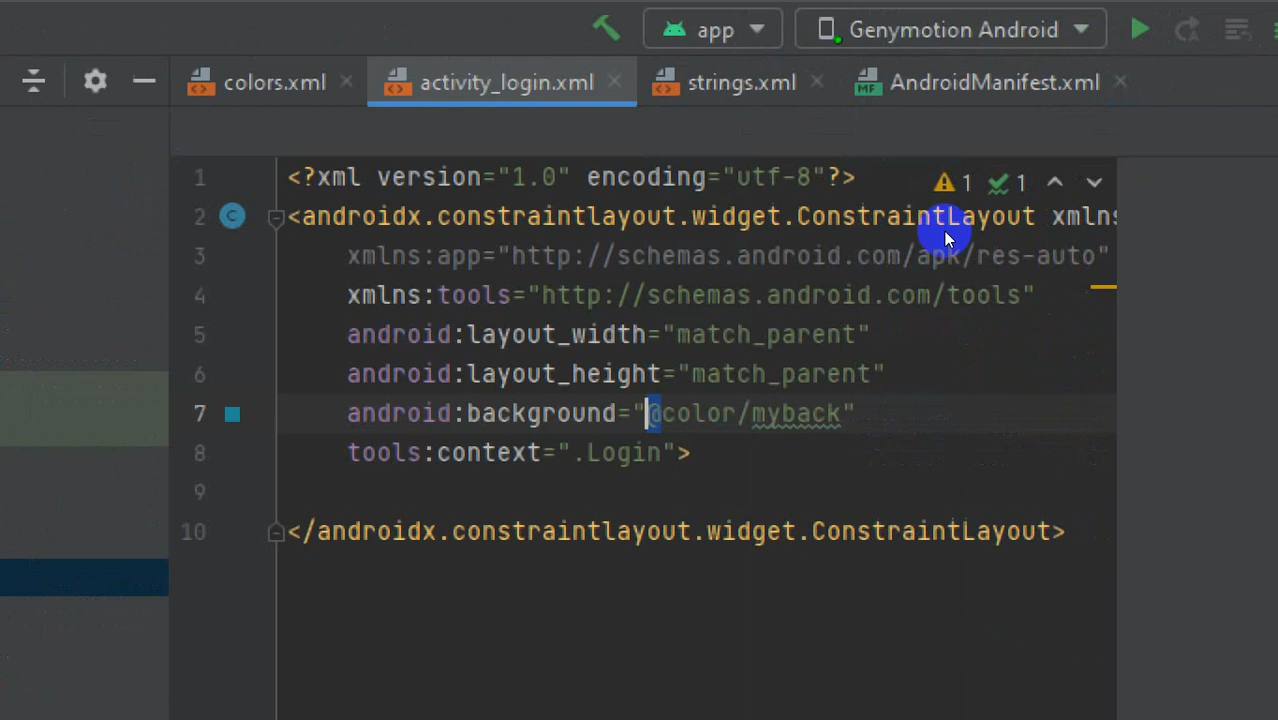 app Genymotion Android
colors.xml activity_login.xml strings.xml MF AndroidManifest.xml
1 <?xml version="1.0" encoding="utf-8"?> 1 1
2 C <androidx.constraintlayout.widget.ConstraintLayout xmlns
3 xmlns:app="http://schemas.android.com/apk/res-auto"
4 xmlns:tools="http://schemas.android.com/tools"
5 android:layout_width="match_parent"
6 android:layout_height="match_parent"
7 android:background="@color/myback"
8 tools:context=".Login">
9
10 </androidx.constraintlayout.widget.ConstraintLayout>